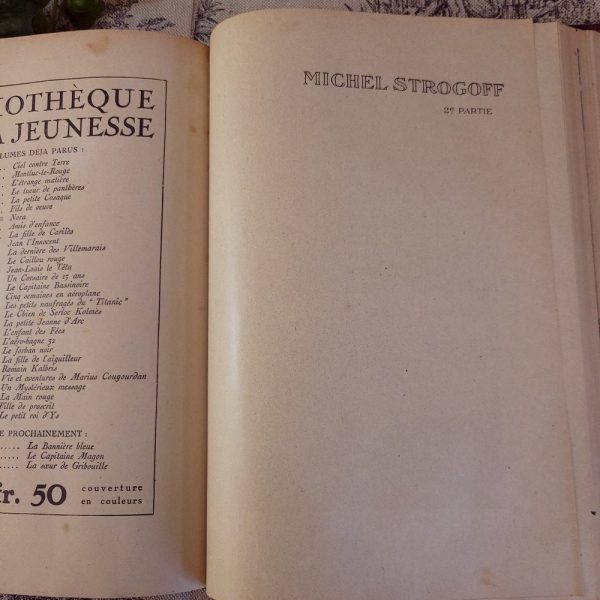 IOTHÈQUE
A JEUNESSE
LUMES DÉJA PARUS :
Ciel contre Terre
Montluc-le-Rouge
L'étrange matière
Le tueur de panthères
La petite Cosaque
Fils de veuve
Nora
Amis d'enfance
La fille de Carilès
Jean l'Innocent
La dernière des Villemarais
Le Caillou rouge
Jean-Louis le Têtu
Un Corsaire de 15 ans
Le Capitaine Bassinoire
Cinq semaines en aéroplane
Les petits naufragés du "Titanic"
Le Chien de Serloc Kolmès
La petite Jeanne d'Arc
L'enfant des Fées
L'aéro-bagne 32
Le forban noir
La fille de l'aiguilleur
Romain Kalbris
Vie et aventures de Marius Cougourdan
Un Mystérieux message
La Main rouge
Fille de proscrit
Le petit roi d'Ys
E PROCHAINEMENT :
..... La Bannière bleue
..... Le Capitaine Magon
..... La sœur de Gribouille
fr. 50 couverture
en couleurs
MICHEL STROGOFF
2e PARTIE